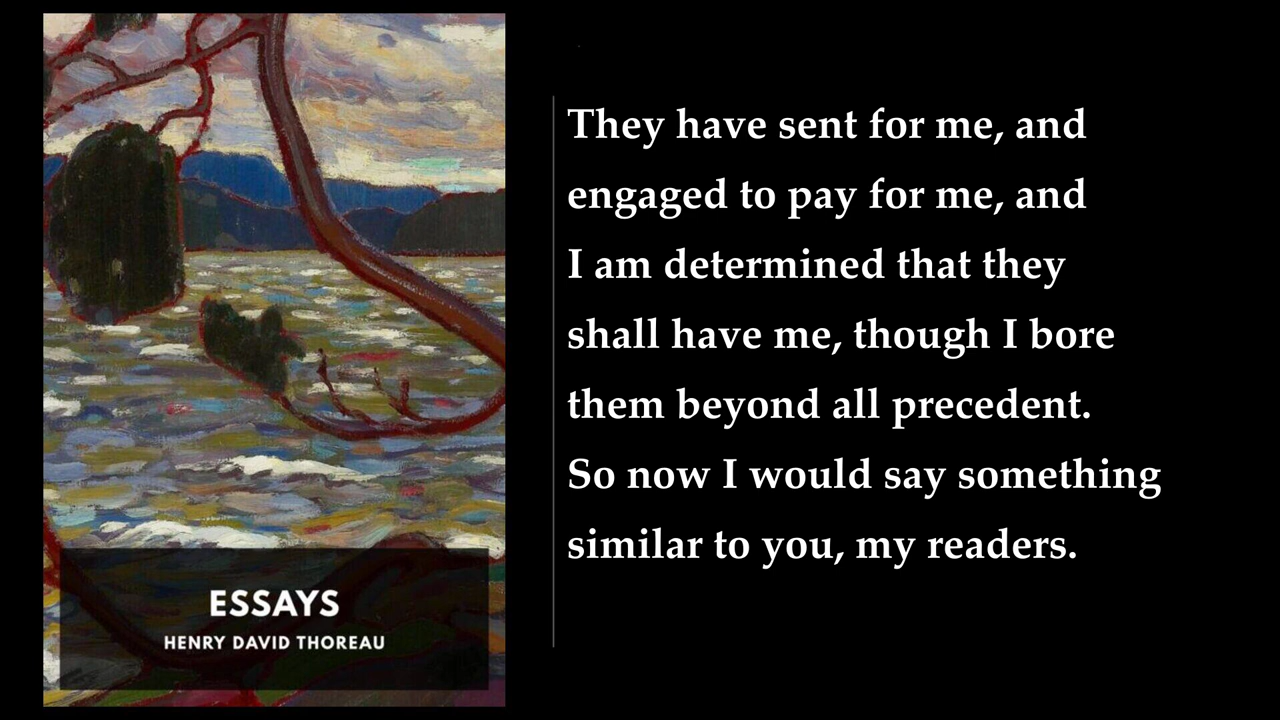 ESSAYS
HENRY DAVID THOREAU
They have sent for me, and
engaged to pay for me, and
I am determined that they
shall have me, though I bore
them beyond all precedent.
So now I would say something
similar to you, my readers.